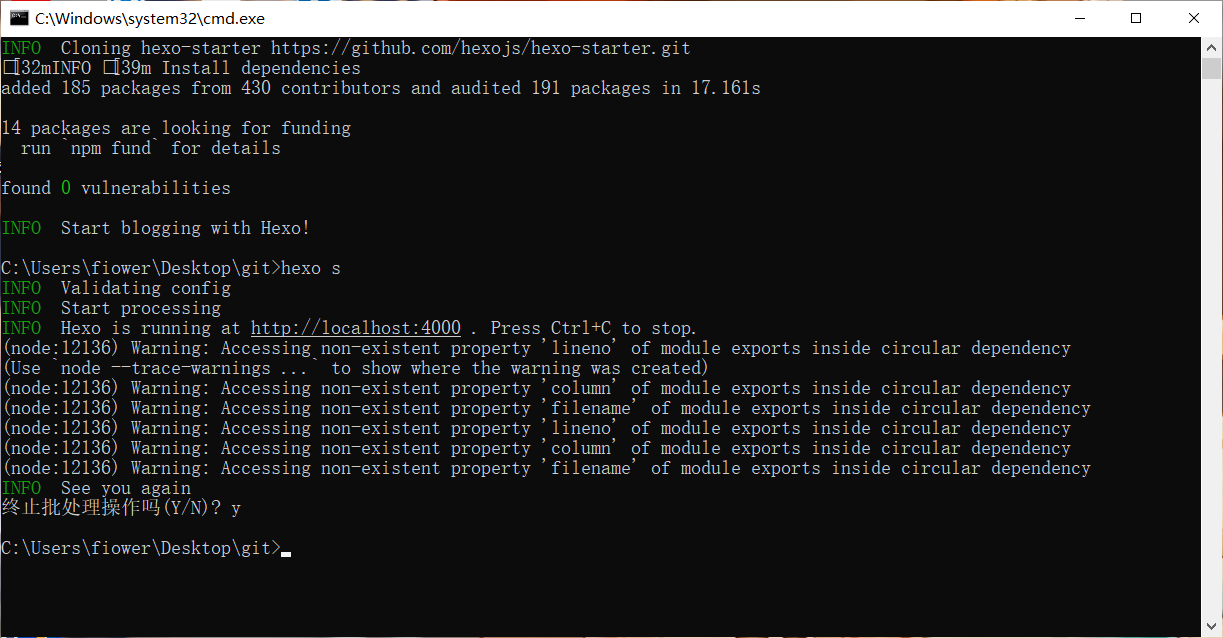 C:\Windows\system32\cmd.exe
INFO  Cloning hexo-starter https://github.com/hexojs/hexo-starter.git
[32mINFO [39m Install dependencies
added 185 packages from 430 contributors and audited 191 packages in 17.161s
14 packages are looking for funding
  run `npm fund` for details
found 0 vulnerabilities
INFO  Start blogging with Hexo!
C:\Users\fiower\Desktop\git>hexo s
INFO  Validating config
INFO  Start processing
INFO  Hexo is running at http://localhost:4000 . Press Ctrl+C to stop.
(node:12136) Warning: Accessing non-existent property 'lineno' of module exports inside circular dependency
(Use `node --trace-warnings ...` to show where the warning was created)
(node:12136) Warning: Accessing non-existent property 'column' of module exports inside circular dependency
(node:12136) Warning: Accessing non-existent property 'filename' of module exports inside circular dependency
(node:12136) Warning: Accessing non-existent property 'lineno' of module exports inside circular dependency
(node:12136) Warning: Accessing non-existent property 'column' of module exports inside circular dependency
(node:12136) Warning: Accessing non-existent property 'filename' of module exports inside circular dependency
INFO  See you again
终止批处理操作吗(Y/N)? y
C:\Users\fiower\Desktop\git>